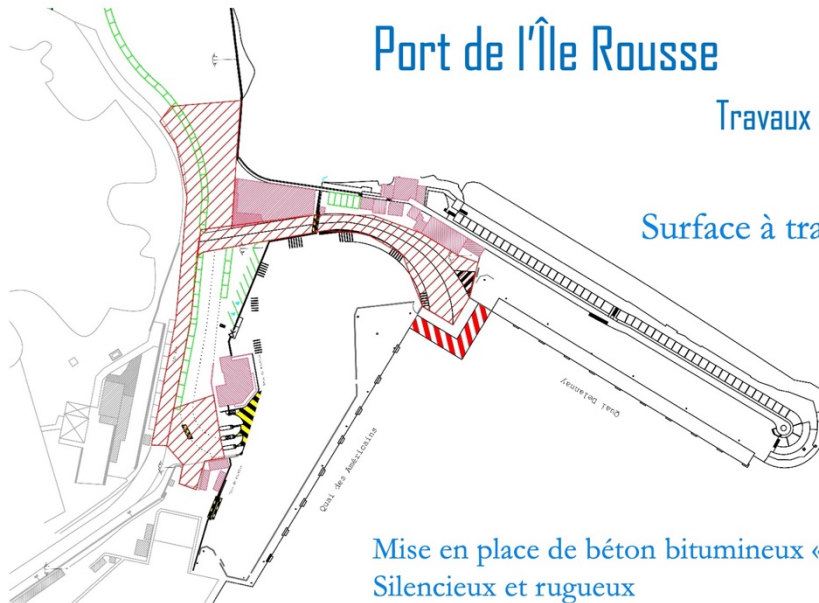 Port de l'Île Rousse
Travaux
Surface à tra
Quai Delannay
Quai des Américains
Mise en place de béton bitumineux «
Silencieux et rugueux